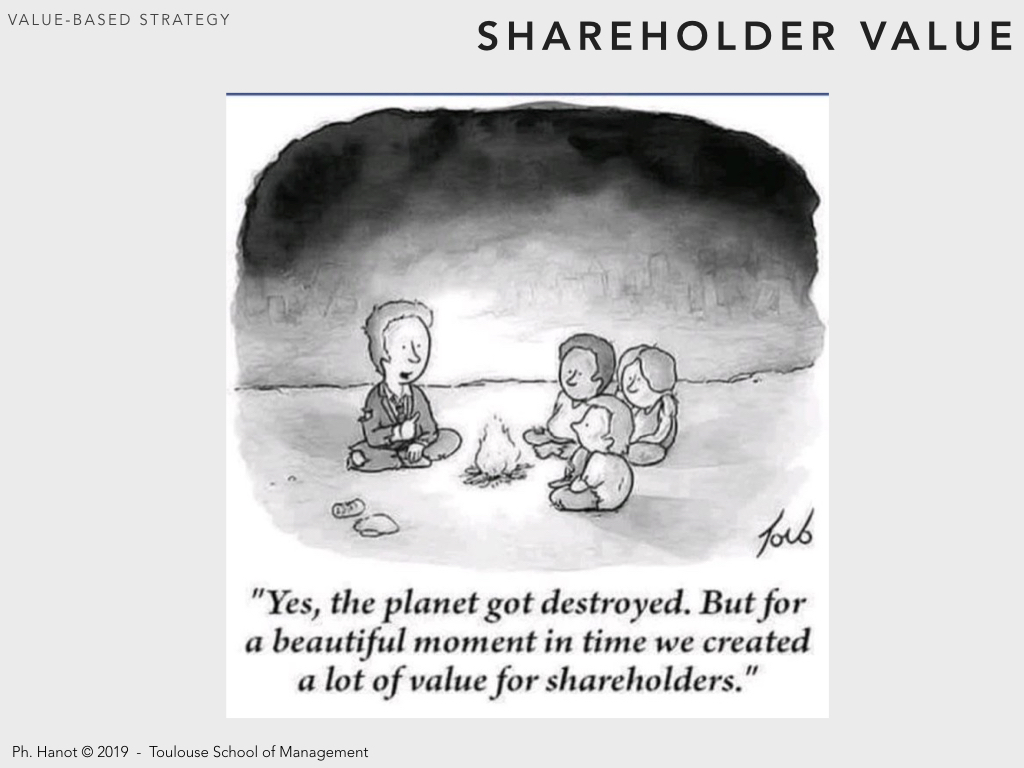 VALUE-BASED STRATEGY
SHAREHOLDER VALUE
"Yes, the planet got destroyed. But for
a beautiful moment in time we created
a lot of value for shareholders."
Ph. Hanot © 2019 - Toulouse School of Management